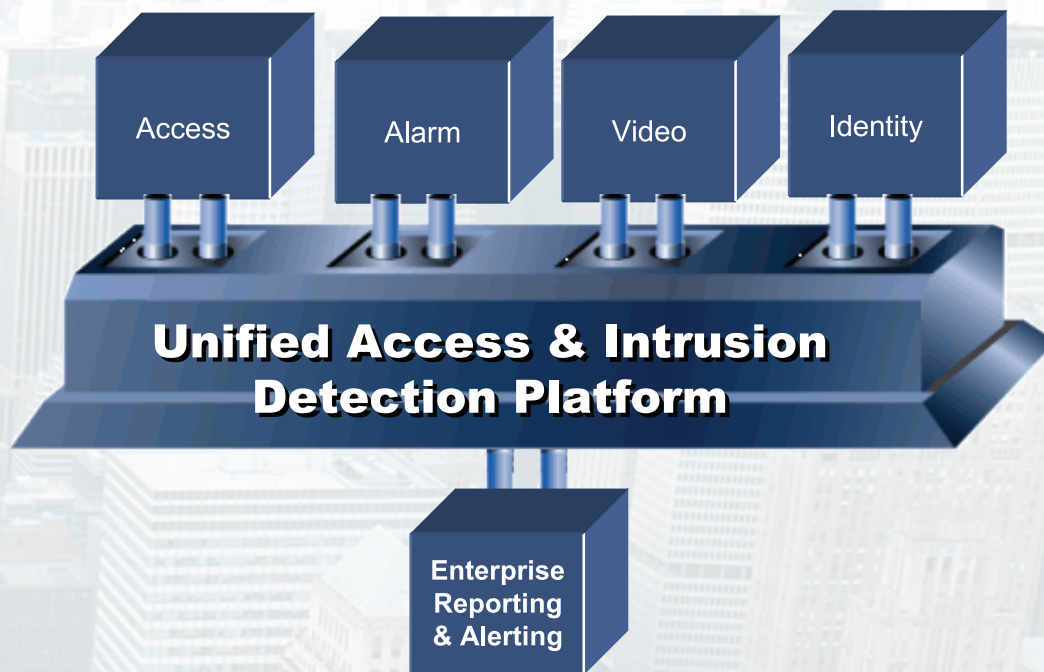 Access
Alarm
Video
Identity
Unified Access & Intrusion
Detection Platform
Enterprise
Reporting
& Alerting